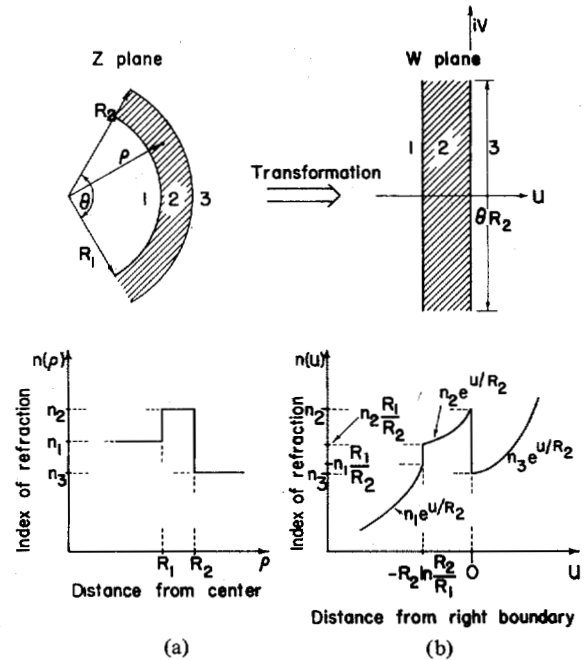 Z plane
R2
ρ
1 2 3
θ
R1
Transformation
iV
W plane
1 2 3
U
θR2
n(ρ)
Index of refraction
n2
n1
n3
R1 R2 ρ
Distance from center
(a)
n(u)
Index of refraction
n2
n2 R1/R2
n1 R1/R2
n3
n2e^u/R2
n3e^u/R2
n1e^u/R2
-R2 ln R2/R1 0 U
Distance from right boundary
(b)